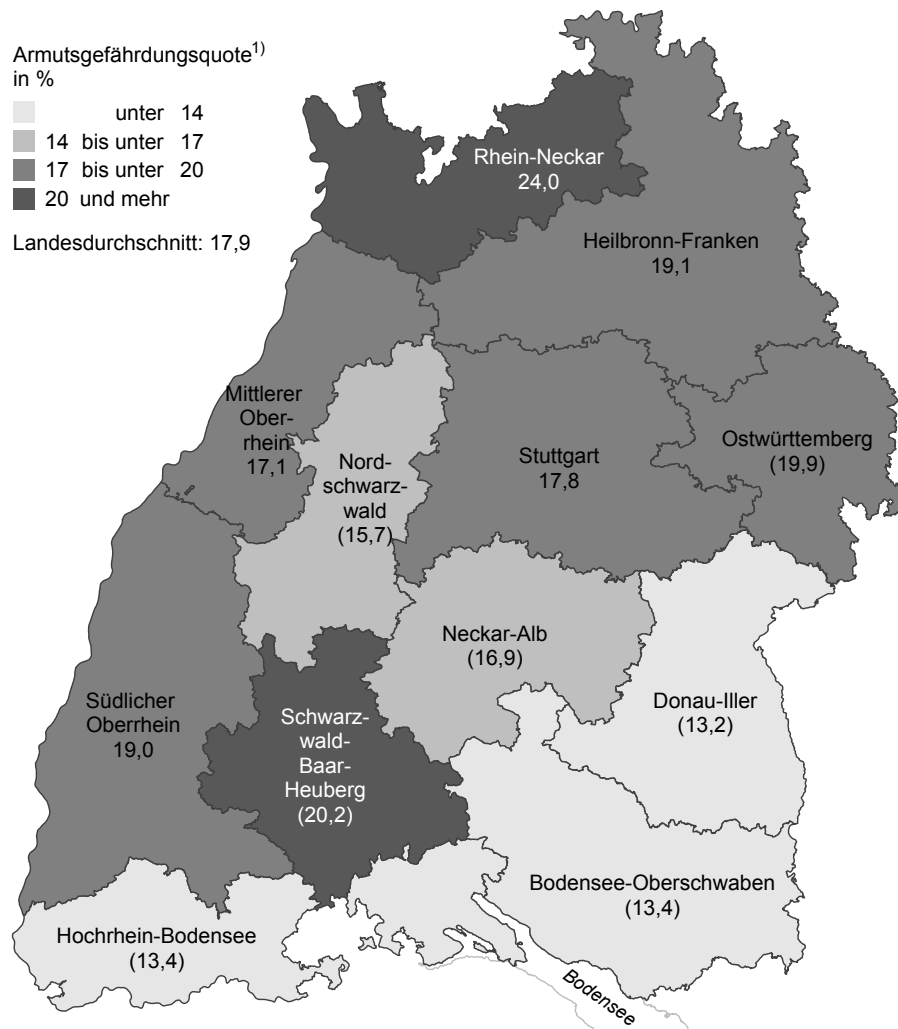 Armutsgefährdungsquote1)
in %
unter 14
14 bis unter 17
17 bis unter 20
20 und mehr
Landesdurchschnitt: 17,9
Rhein-Neckar
24,0
Heilbronn-Franken
19,1
Mittlerer
Ober-
rhein
17,1
Nord-
schwarz-
wald
(15,7)
Stuttgart
17,8
Ostwürttemberg
(19,9)
Neckar-Alb
(16,9)
Donau-Iller
(13,2)
Südlicher
Oberrhein
19,0
Schwarz-
wald-
Baar-
Heuberg
(20,2)
Bodensee-Oberschwaben
(13,4)
Hochrhein-Bodensee
(13,4)
Bodensee